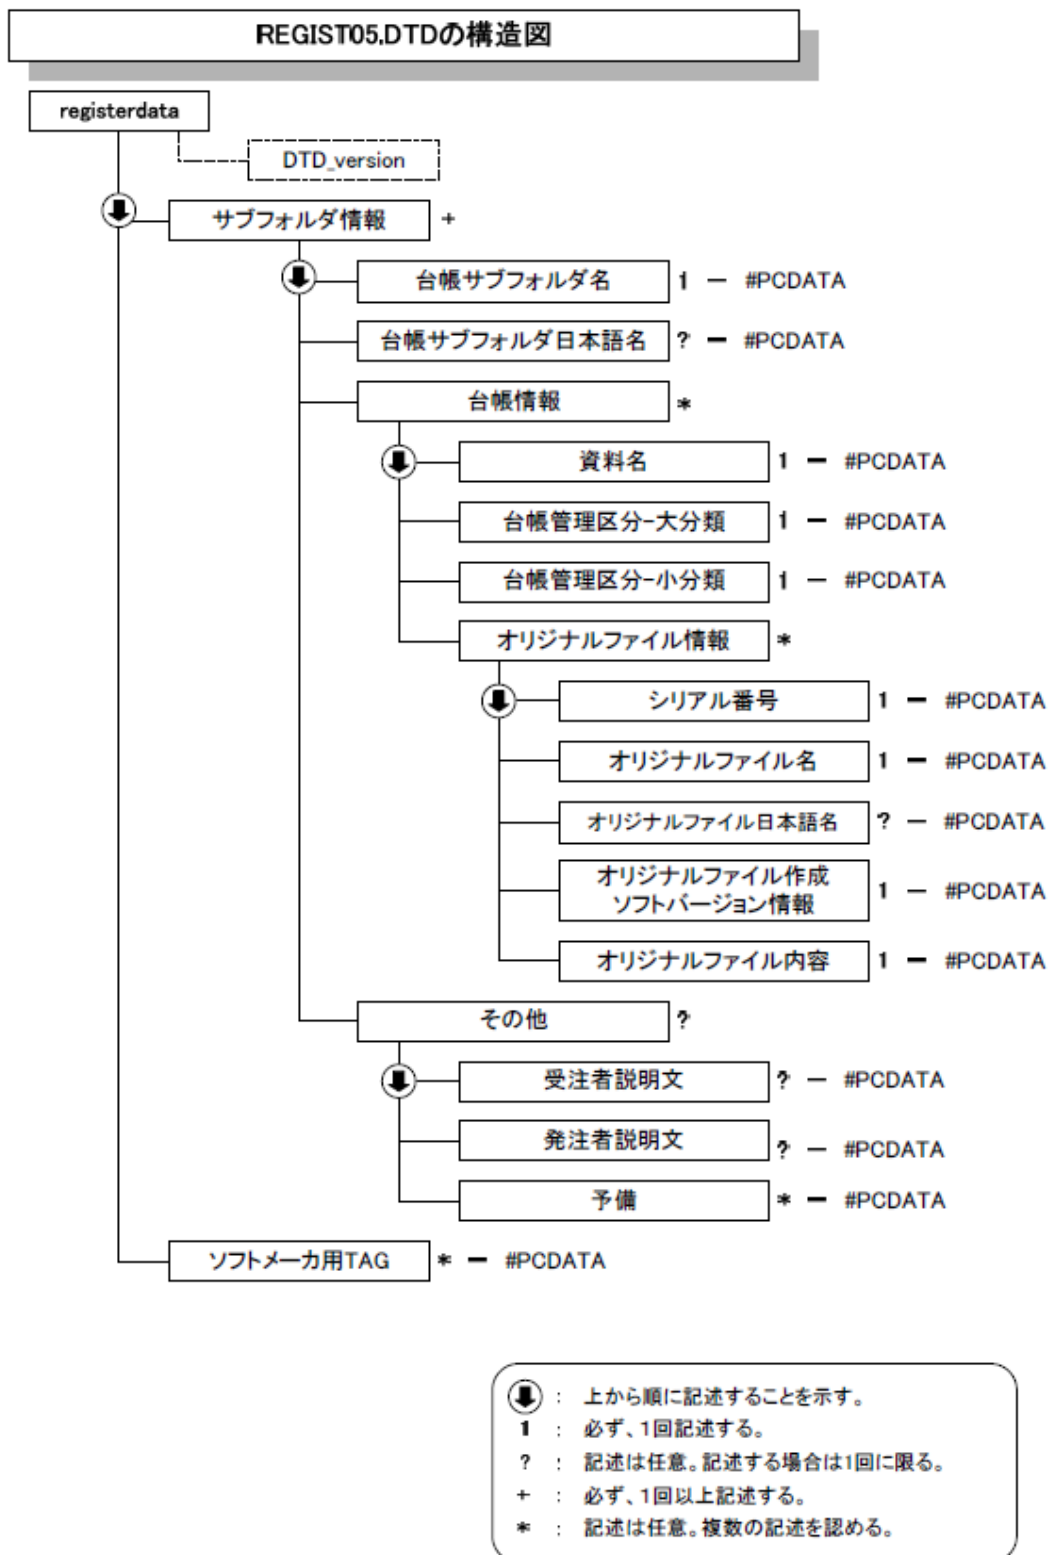 REGIST05.DTDの構造図
registerdata
DTD_version
サブフォルダ情報 +
台帳サブフォルダ名 1 － #PCDATA
台帳サブフォルダ日本語名 ? － #PCDATA
台帳情報 *
資料名 1 － #PCDATA
台帳管理区分-大分類 1 － #PCDATA
台帳管理区分-小分類 1 － #PCDATA
オリジナルファイル情報 *
シリアル番号 1 － #PCDATA
オリジナルファイル名 1 － #PCDATA
オリジナルファイル日本語名 ? － #PCDATA
オリジナルファイル作成
ソフトバージョン情報 1 － #PCDATA
オリジナルファイル内容 1 － #PCDATA
その他 ?
受注者説明文 ? － #PCDATA
発注者説明文 ? － #PCDATA
予備 * － #PCDATA
ソフトメーカ用TAG * － #PCDATA
： 上から順に記述することを示す。
1 ： 必ず、1回記述する。
? ： 記述は任意。記述する場合は1回に限る。
+ ： 必ず、1回以上記述する。
* ： 記述は任意。複数の記述を認める。